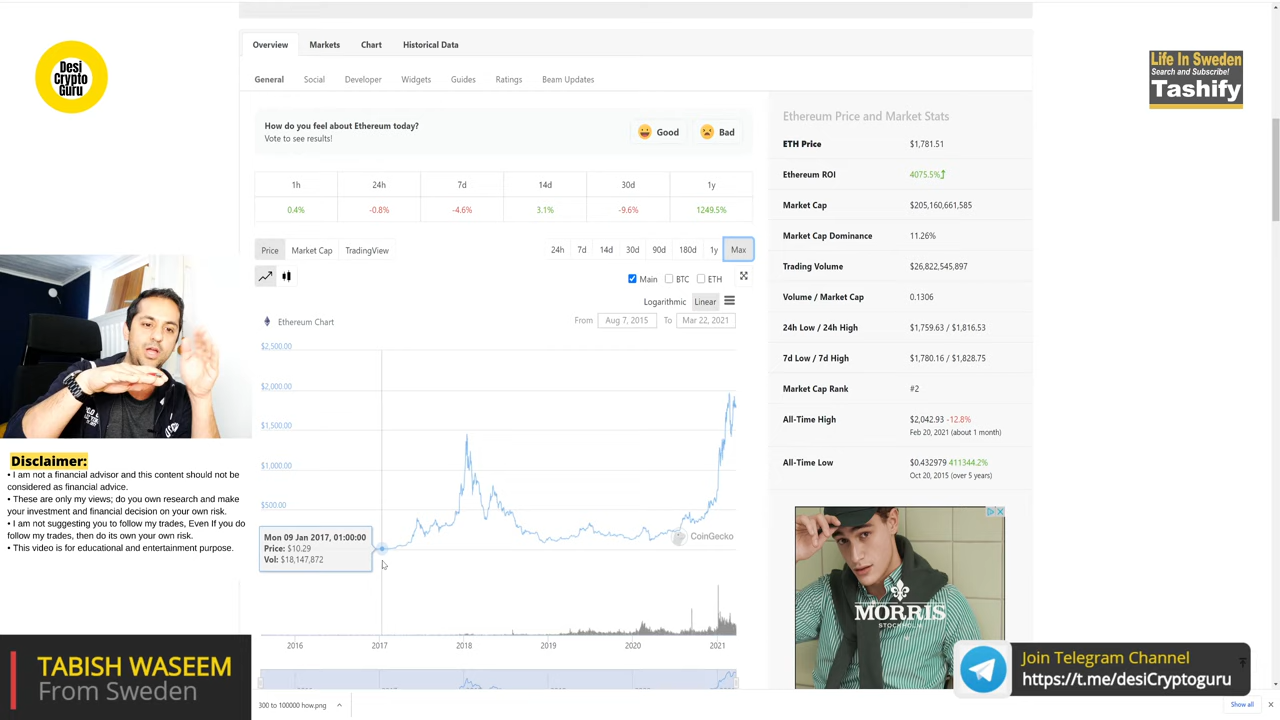 Desi
Crypto
Guru
Life In Sweden
Search and Subscribe!
Tashify
Overview
Markets
Chart
Historical Data
General
Social
Developer
Widgets
Guides
Ratings
Beam Updates
How do you feel about Ethereum today?
Vote to see results!
Good
Bad
1h 24h 7d 14d 30d 1y
0.4% -0.8% -4.6% 3.1% -9.6% 1249.5%
Price
Market Cap
TradingView
24h 7d 14d 30d 90d 180d 1y Max
Main
BTC
ETH
Logarithmic
Linear
Ethereum Chart
From Aug 7, 2015 To Mar 22, 2021
$2,500.00
$2,000.00
$1,500.00
$1,000.00
$500.00
CoinGecko
Mon 09 Jan 2017, 01:00:00
Price: $10.29
Vol: $18,147,872
2016 2017 2018 2019 2020 2021
Ethereum Price and Market Stats
ETH Price $1,781.51
Ethereum ROI 4075.5%
Market Cap $205,160,661,585
Market Cap Dominance 11.26%
Trading Volume $26,822,545,897
Volume / Market Cap 0.1306
24h Low / 24h High $1,759.63 / $1,816.53
7d Low / 7d High $1,780.16 / $1,828.75
Market Cap Rank #2
All-Time High $2,042.93 -12.8%
Feb 20, 2021 (about 1 month)
All-Time Low $0.432979 411344.2%
Oct 20, 2015 (over 5 years)
MORRIS
STOCKHOLM
Disclaimer:
• I am not a financial advisor and this content should not be
considered as financial advice.
• These are only my views; do you own research and make
your investment and financial decision on your own risk.
• I am not suggesting you to follow my trades, Even If you do
follow my trades, then do its own your own risk.
• This video is for educational and entertainment purpose.
TABISH WASEEM
From Sweden
Join Telegram Channel
https://t.me/desiCryptoguru
300 to 100000 how.png
Show all